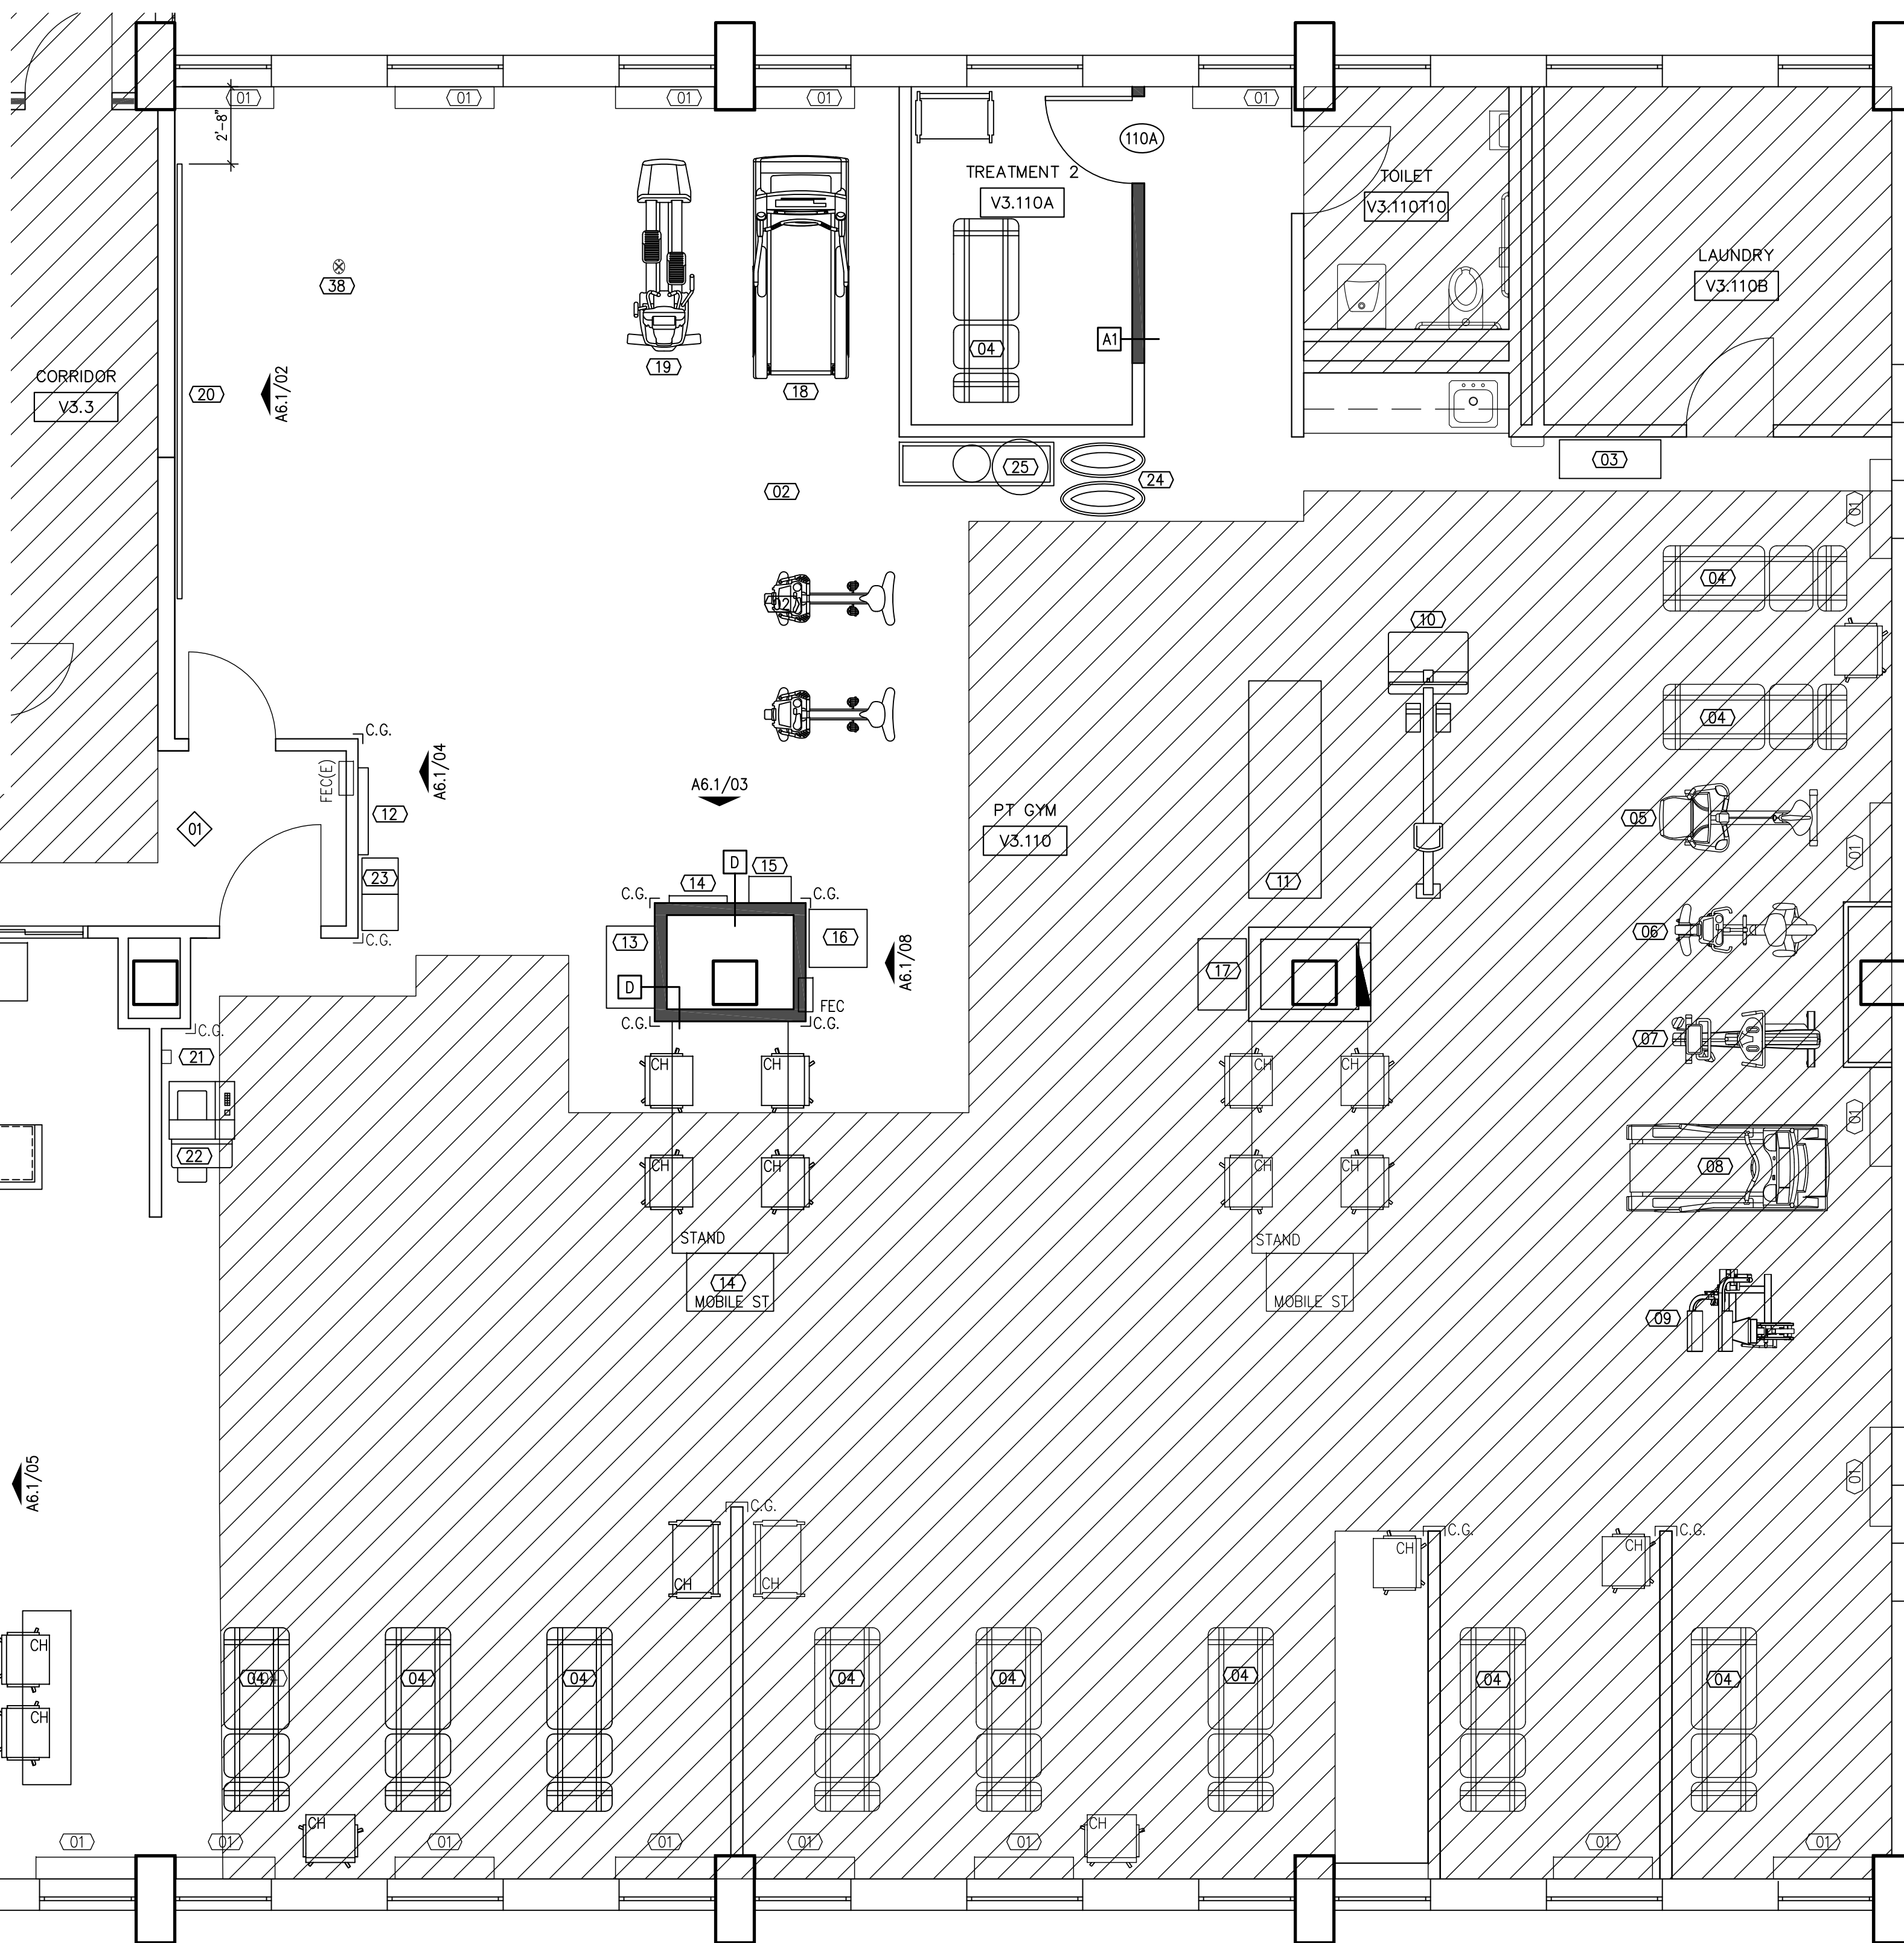 01
01
01
01
01
2'-8"
110A
TREATMENT 2
V3.110A
TOILET
V3.110T10
LAUNDRY
V3.110B
38
A1
04
19
18
CORRIDOR
V3.3
20
A6.1/02
03
25
24
02
01
04
02
10
04
C.G.
FEC(E)
A6.1/04
A6.1/03
12
01
PT GYM
V3.110
05
01
D
15
14
23
C.G.
C.G.
11
13
16
A6.1/08
06
C.G.
17
D
FEC
C.G.
C.G.
C.G.
21
07
CH
CH
CH
CH
01
22
CH
CH
CH
CH
08
STAND
STAND
14
MOBILE ST
MOBILE ST
09
A6.1/05
01
C.G.
C.G.
C.G.
CH
CH
CH
CH
CH
04
04
04
04
04
04
04
04
04
CH
CH
CH
01
01
01
01
01
01
01
01